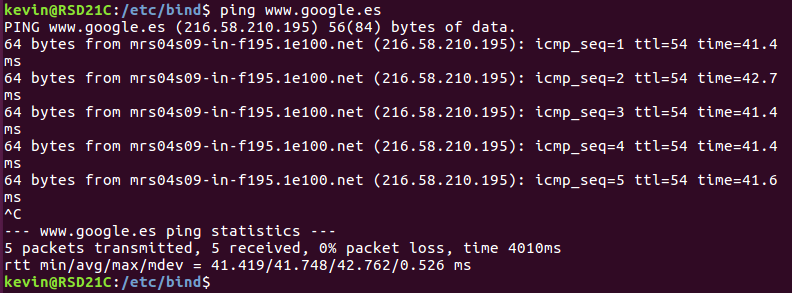 kevin@RSD21C:/etc/bind$ ping www.google.es
PING www.google.es (216.58.210.195) 56(84) bytes of data.
64 bytes from mrs04s09-in-f195.1e100.net (216.58.210.195): icmp_seq=1 ttl=54 time=41.4
ms
64 bytes from mrs04s09-in-f195.1e100.net (216.58.210.195): icmp_seq=2 ttl=54 time=42.7
ms
64 bytes from mrs04s09-in-f195.1e100.net (216.58.210.195): icmp_seq=3 ttl=54 time=41.4
ms
64 bytes from mrs04s09-in-f195.1e100.net (216.58.210.195): icmp_seq=4 ttl=54 time=41.4
ms
64 bytes from mrs04s09-in-f195.1e100.net (216.58.210.195): icmp_seq=5 ttl=54 time=41.6
ms
^C
--- www.google.es ping statistics ---
5 packets transmitted, 5 received, 0% packet loss, time 4010ms
rtt min/avg/max/mdev = 41.419/41.748/42.762/0.526 ms
kevin@RSD21C:/etc/bind$